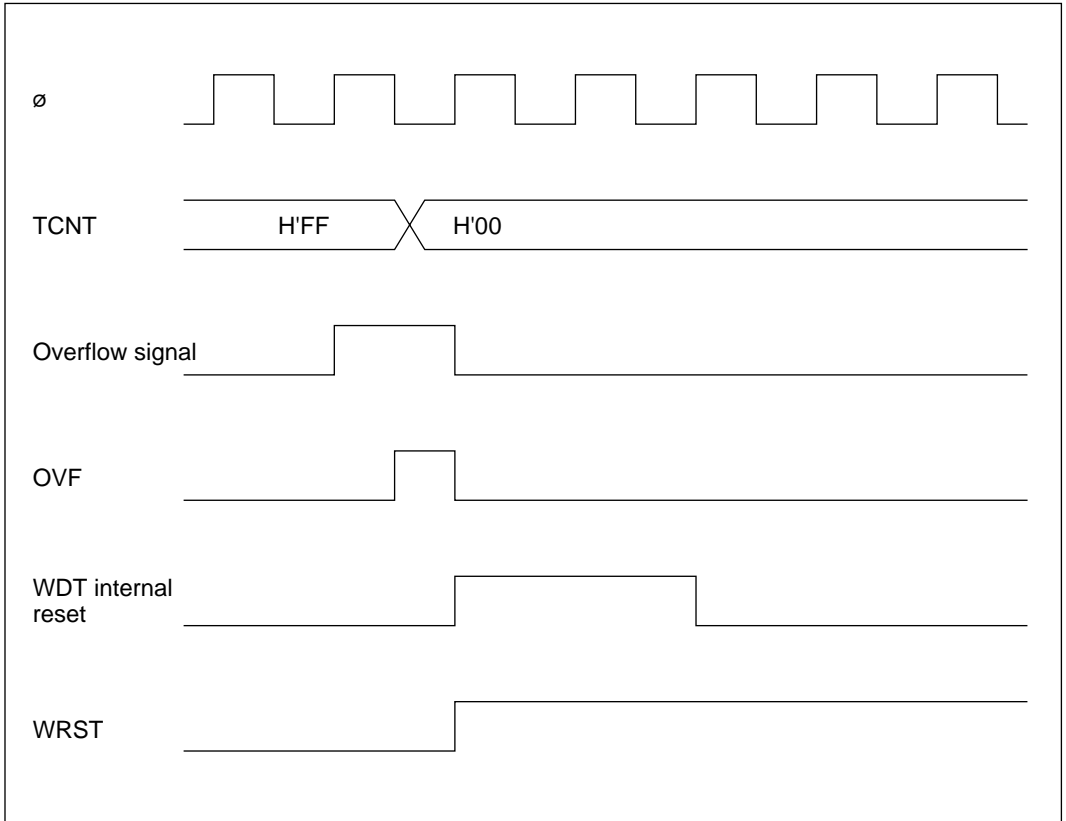 ø
TCNT
H'FF
H'00
Overflow signal
OVF
WDT internal
reset
WRST